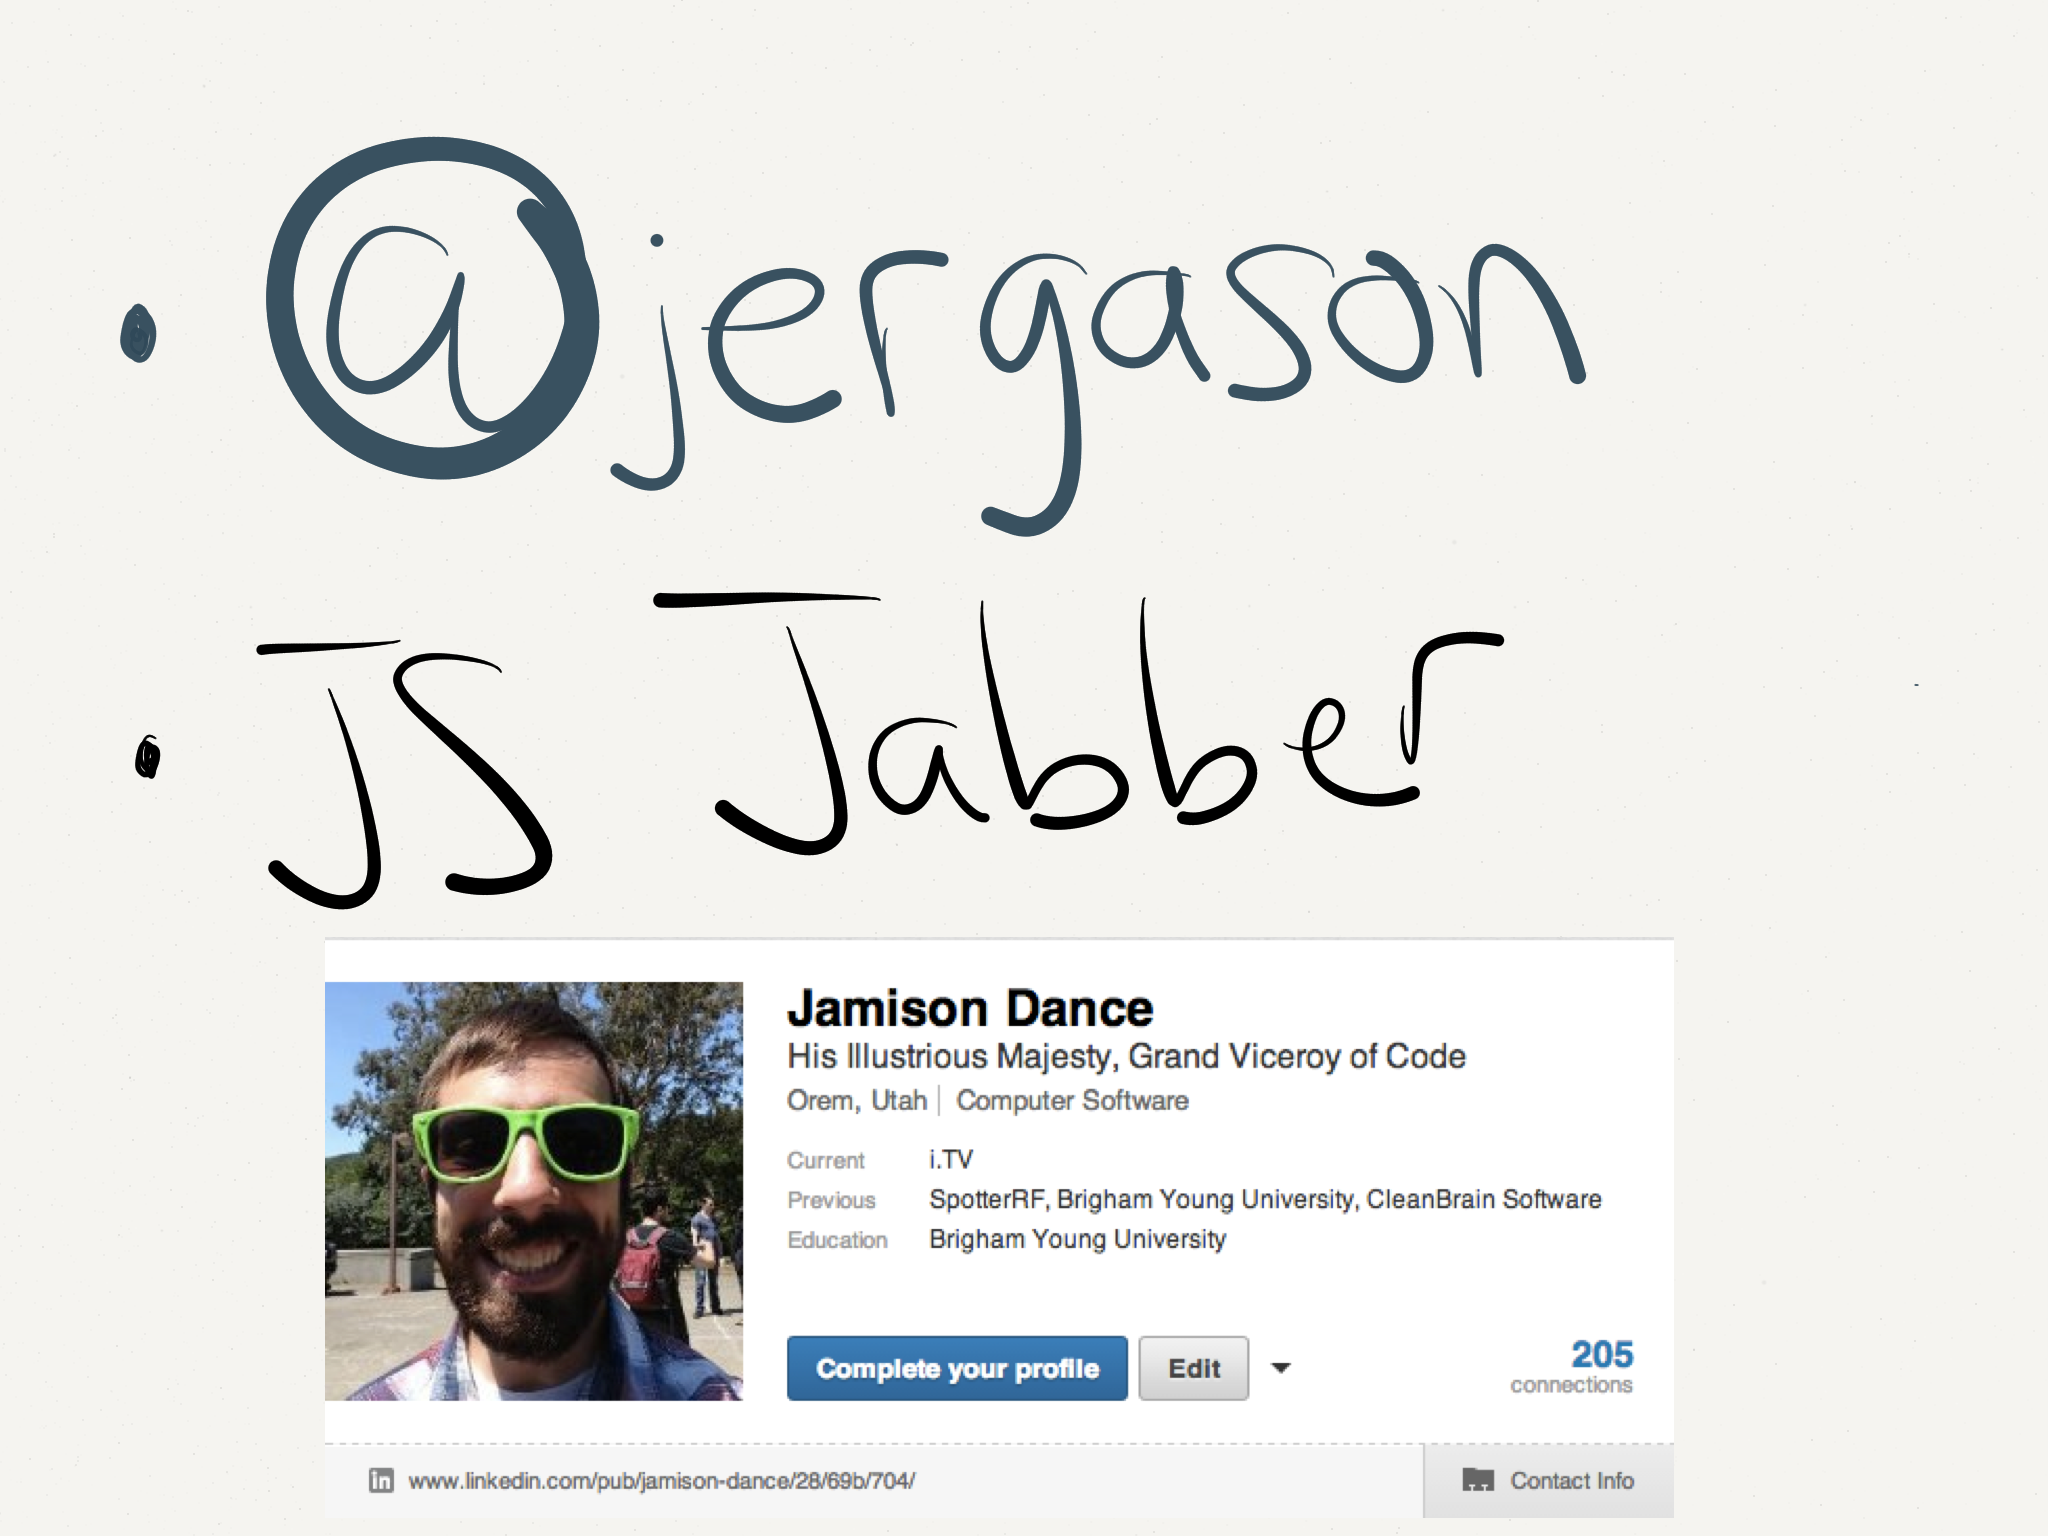 • @jergason
• JS Jabber
Jamison Dance
His Illustrious Majesty, Grand Viceroy of Code
Orem, Utah | Computer Software
Current i.TV
Previous SpotterRF, Brigham Young University, CleanBrain Software
Education Brigham Young University
Complete your profile Edit 205
connections
in www.linkedin.com/pub/jamison-dance/28/69b/704/ Contact Info